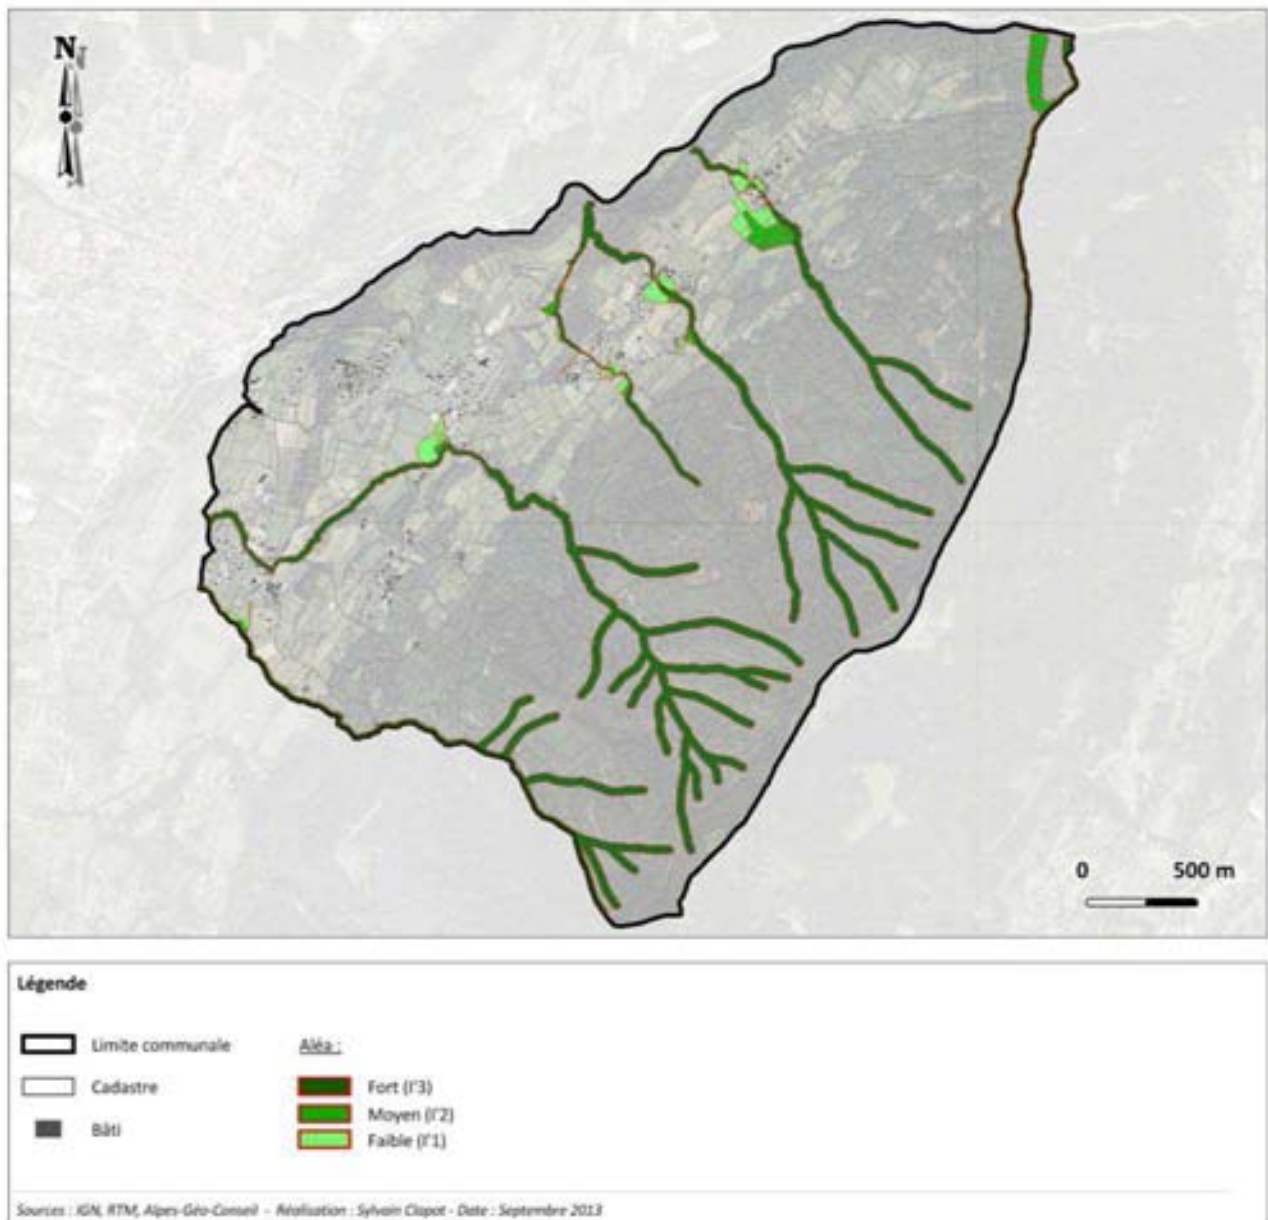 N
0 500 m
Légende
Limite communale
Cadastre
Bâti
Aléa :
Fort (I'3)
Moyen (I'2)
Faible (I'1)
Sources : IGN, RTM, Alpes-Géo-Conseil - Réalisation : Sylvain Clapot - Date : Septembre 2013